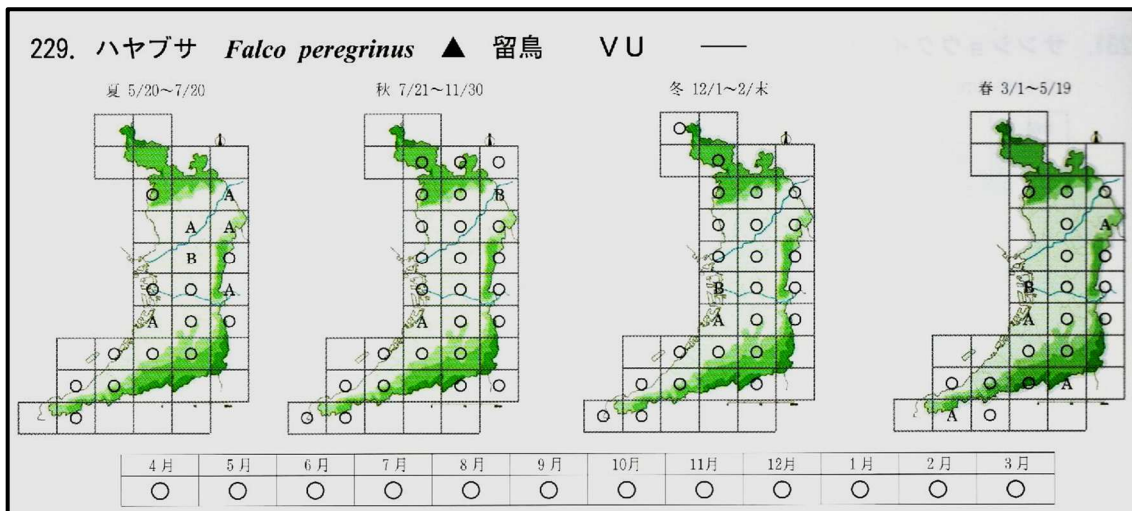 229. ハヤブサ Falco peregrinus ▲ 留鳥 VU —
夏 5/20〜7/20 秋 7/21〜11/30 冬 12/1〜2/末 春 3/1〜5/19
○
○ ○ ○ ○
○ A ○ ○ B ○ ○ ○ ○ ○ ○
A A ○ ○ ○ ○ ○ ○ ○ A
B ○ ○ ○ ○ ○ ○ ○ ○ ○
○ ○ A ○ ○ ○ B ○ ○ B ○ ○
A ○ ○ A ○ ○ A ○ ○ A ○ ○
○ ○ ○ ○ ○ ○ ○ ○ ○ ○ ○
○ ○ ○ ○ ○ ○ ○ ○ ○ ○ ○ ○ A
○ ○ ○ ○ ○ A ○
4月 5月 6月 7月 8月 9月 10月 11月 12月 1月 2月 3月
○ ○ ○ ○ ○ ○ ○ ○ ○ ○ ○ ○